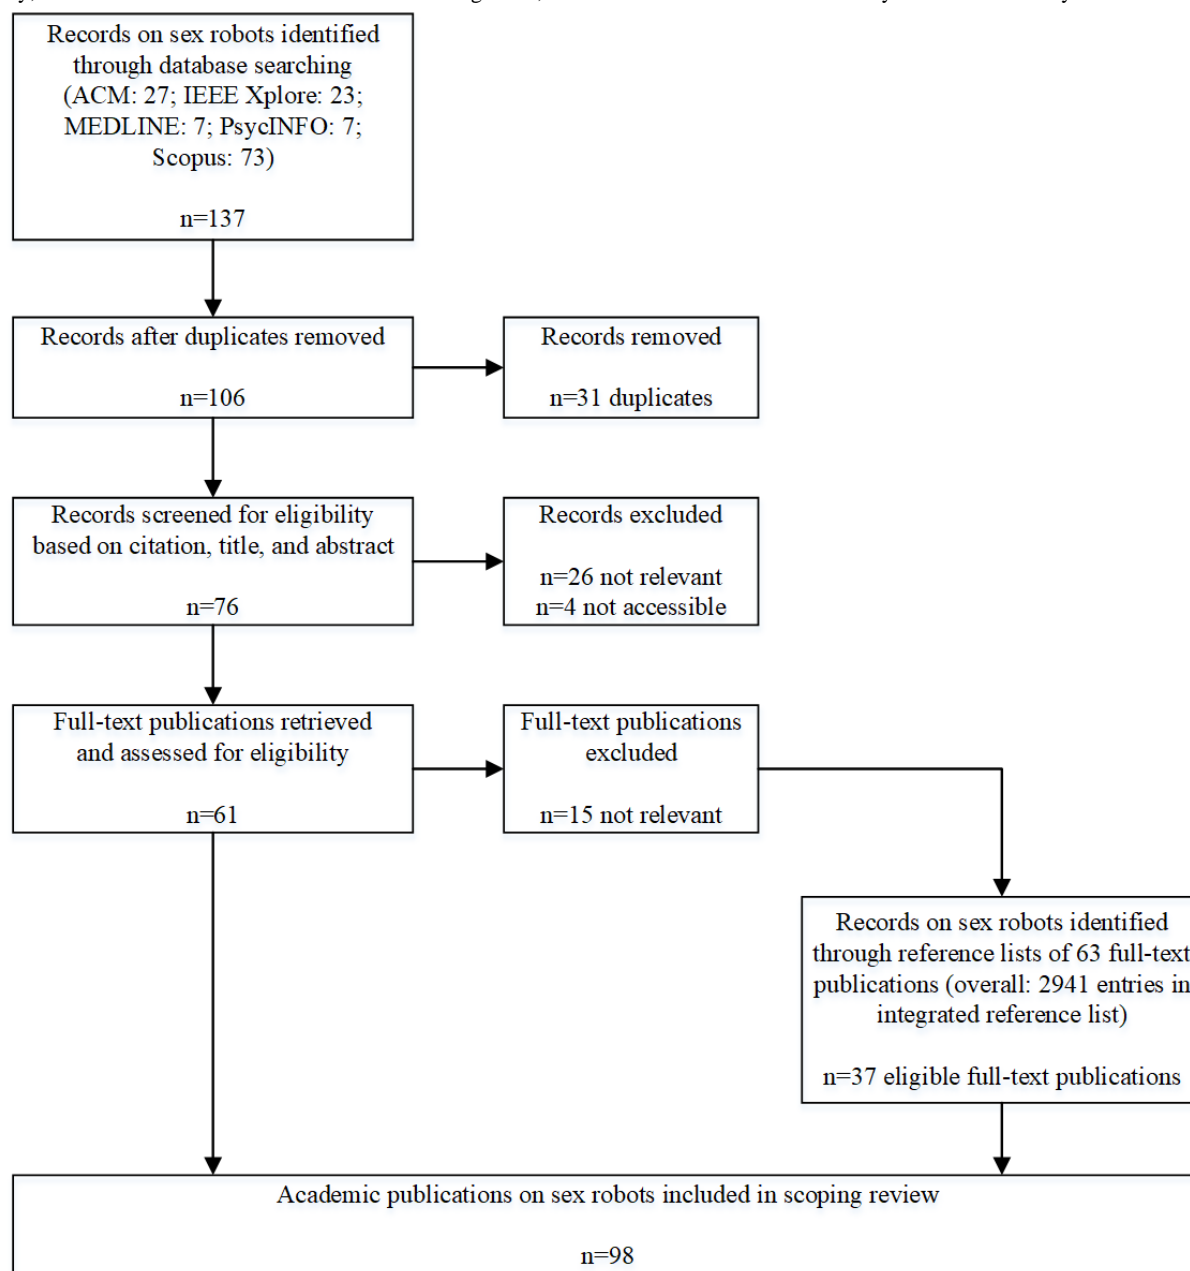 Records on sex robots identified
through database searching
(ACM: 27; IEEE Xplore: 23;
MEDLINE: 7; PsycINFO: 7;
Scopus: 73)
n=137
Records after duplicates removed
n=106
Records removed
n=31 duplicates
Records screened for eligibility
based on citation, title, and abstract
n=76
Records excluded
n=26 not relevant
n=4 not accessible
Full-text publications retrieved
and assessed for eligibility
n=61
Full-text publications
excluded
n=15 not relevant
Records on sex robots identified
through reference lists of 63 full-text
publications (overall: 2941 entries in
integrated reference list)
n=37 eligible full-text publications
Academic publications on sex robots included in scoping review
n=98